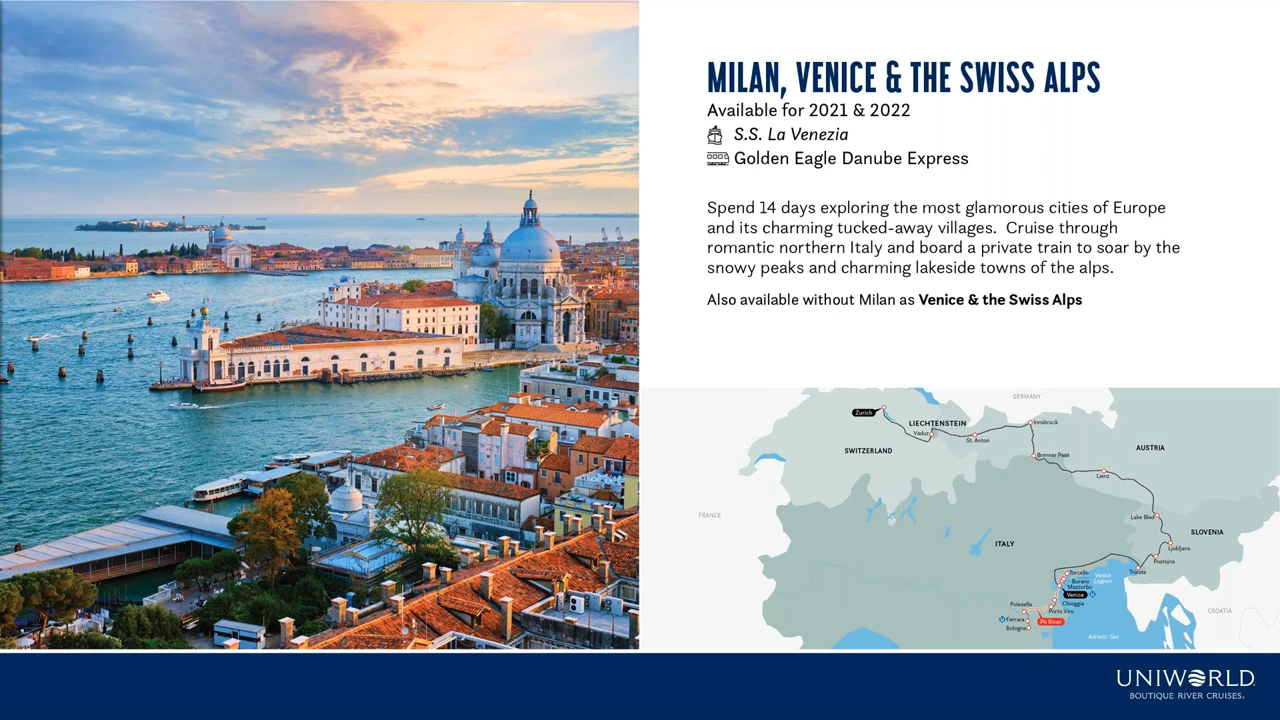 MILAN, VENICE & THE SWISS ALPS
Available for 2021 & 2022
S.S. La Venezia
Golden Eagle Danube Express
Spend 14 days exploring the most glamorous cities of Europe
and its charming tucked-away villages.  Cruise through
romantic northern Italy and board a private train to soar by the
snowy peaks and charming lakeside towns of the alps.
Also available without Milan as Venice & the Swiss Alps
GERMANY
Zurich
LIECHTENSTEIN
Innsbruck
Vaduz
St. Anton
SWITZERLAND
AUSTRIA
Brenner Pass
Lienz
FRANCE
Lake Bled
SLOVENIA
ITALY
Ljubljana
Postojna
Trieste
Torcello
Burano
Mazzorbo
Venice
Lagoon
Venice
Chioggia
Polesella
Porto Viro
CROATIA
Ferrara
Po River
Bologna
Adriatic Sea
UNIWORLD
BOUTIQUE RIVER CRUISES